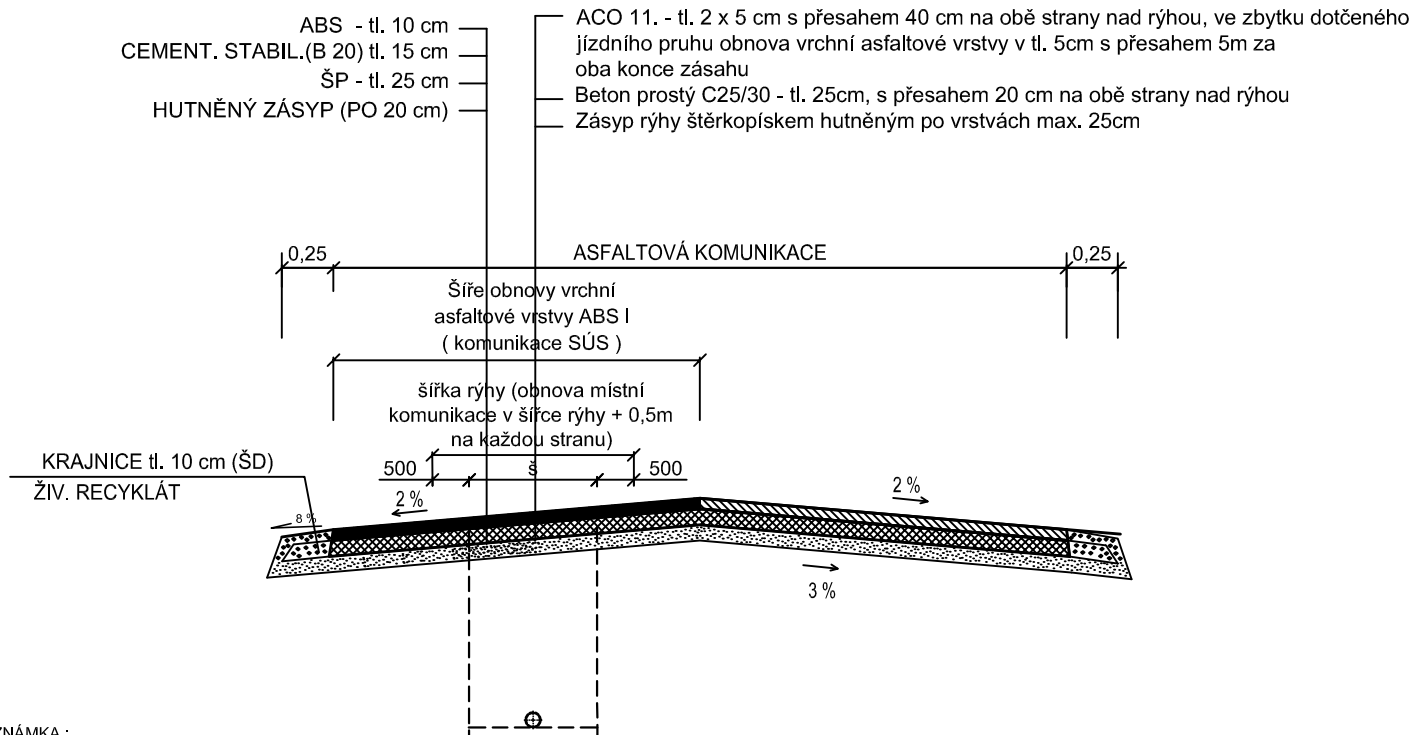 ABS - tl. 10 cm
CEMENT. STABIL.(B 20) tl. 15 cm
ŠP - tl. 25 cm
HUTNĚNÝ ZÁSYP (PO 20 cm)
ACO 11. - tl. 2 x 5 cm s přesahem 40 cm na obě strany nad rýhou, ve zbytku dotčeného
jízdního pruhu obnova vrchní asfaltové vrstvy v tl. 5cm s přesahem 5m za
oba konce zásahu
Beton prostý C25/30 - tl. 25cm, s přesahem 20 cm na obě strany nad rýhou
Zásyp rýhy štěrkopískem hutněným po vrstvách max. 25cm
0,25
ASFALTOVÁ KOMUNIKACE
0,25
Šíře obnovy vrchní
asfaltové vrstvy ABS I
( komunikace SÚS )
šířka rýhy (obnova místní
komunikace v šířce rýhy + 0,5m
na každou stranu)
500
š
500
KRAJNICE tl. 10 cm (ŠD)
ŽIV. RECYKLÁT
8 %
2 %
2 %
3 %
ZNÁMKA :